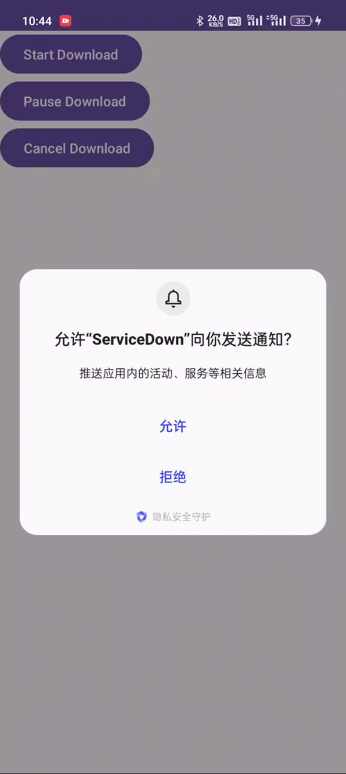 10:44 26.0 KB/S HD 5G 5G 35
Start Download
Pause Download
Cancel Download
允许“ServiceDown”向你发送通知?
推送应用内的活动、服务等相关信息
允许
拒绝
隐私安全守护